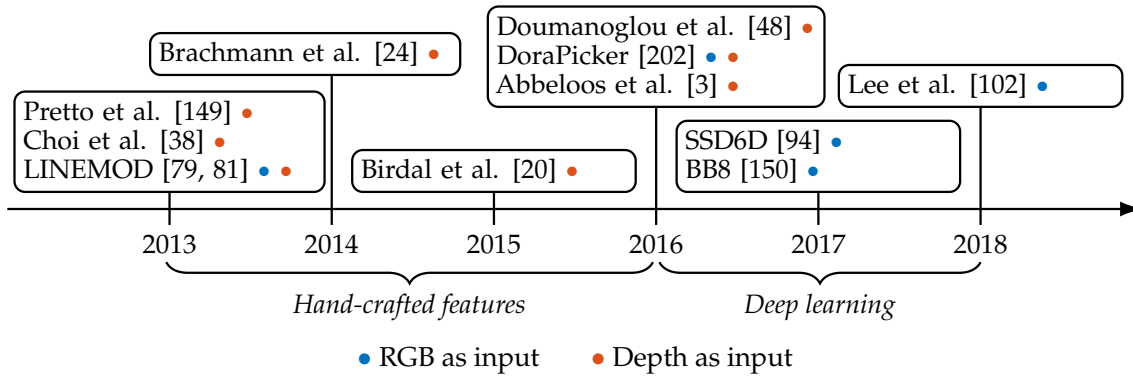 Doumanoglou et al. [48]
Brachmann et al. [24]
DoraPicker [202]
Abbeloos et al. [3]
Lee et al. [102]
Pretto et al. [149]
Choi et al. [38]
LINEMOD [79, 81]
Birdal et al. [20]
SSD6D [94]
BB8 [150]
2013 2014 2015 2016 2017 2018
Hand-crafted features Deep learning
RGB as input Depth as input